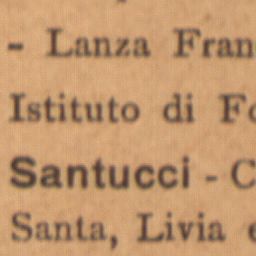 - Lanza Fran
Istituto di Fo
Santucci - C
Santa, Livia e